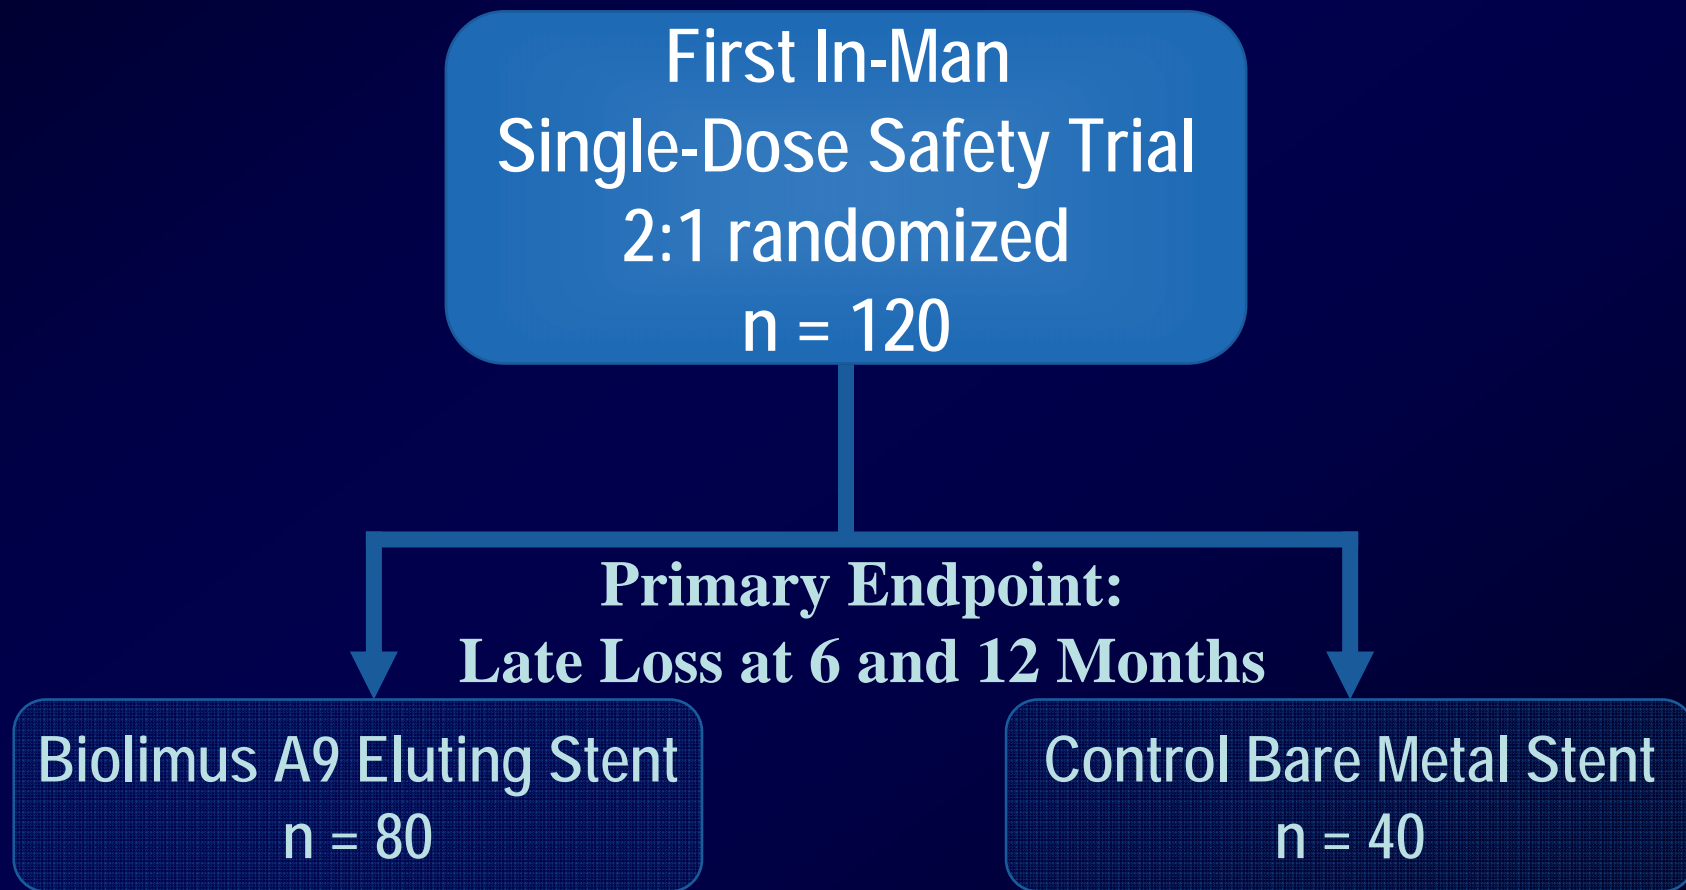 First In-Man
Single-Dose Safety Trial
2:1 randomized
n = 120
Primary Endpoint:
Late Loss at 6 and 12 Months
Biolimus A9 Eluting Stent
n = 80
Control Bare Metal Stent
n = 40